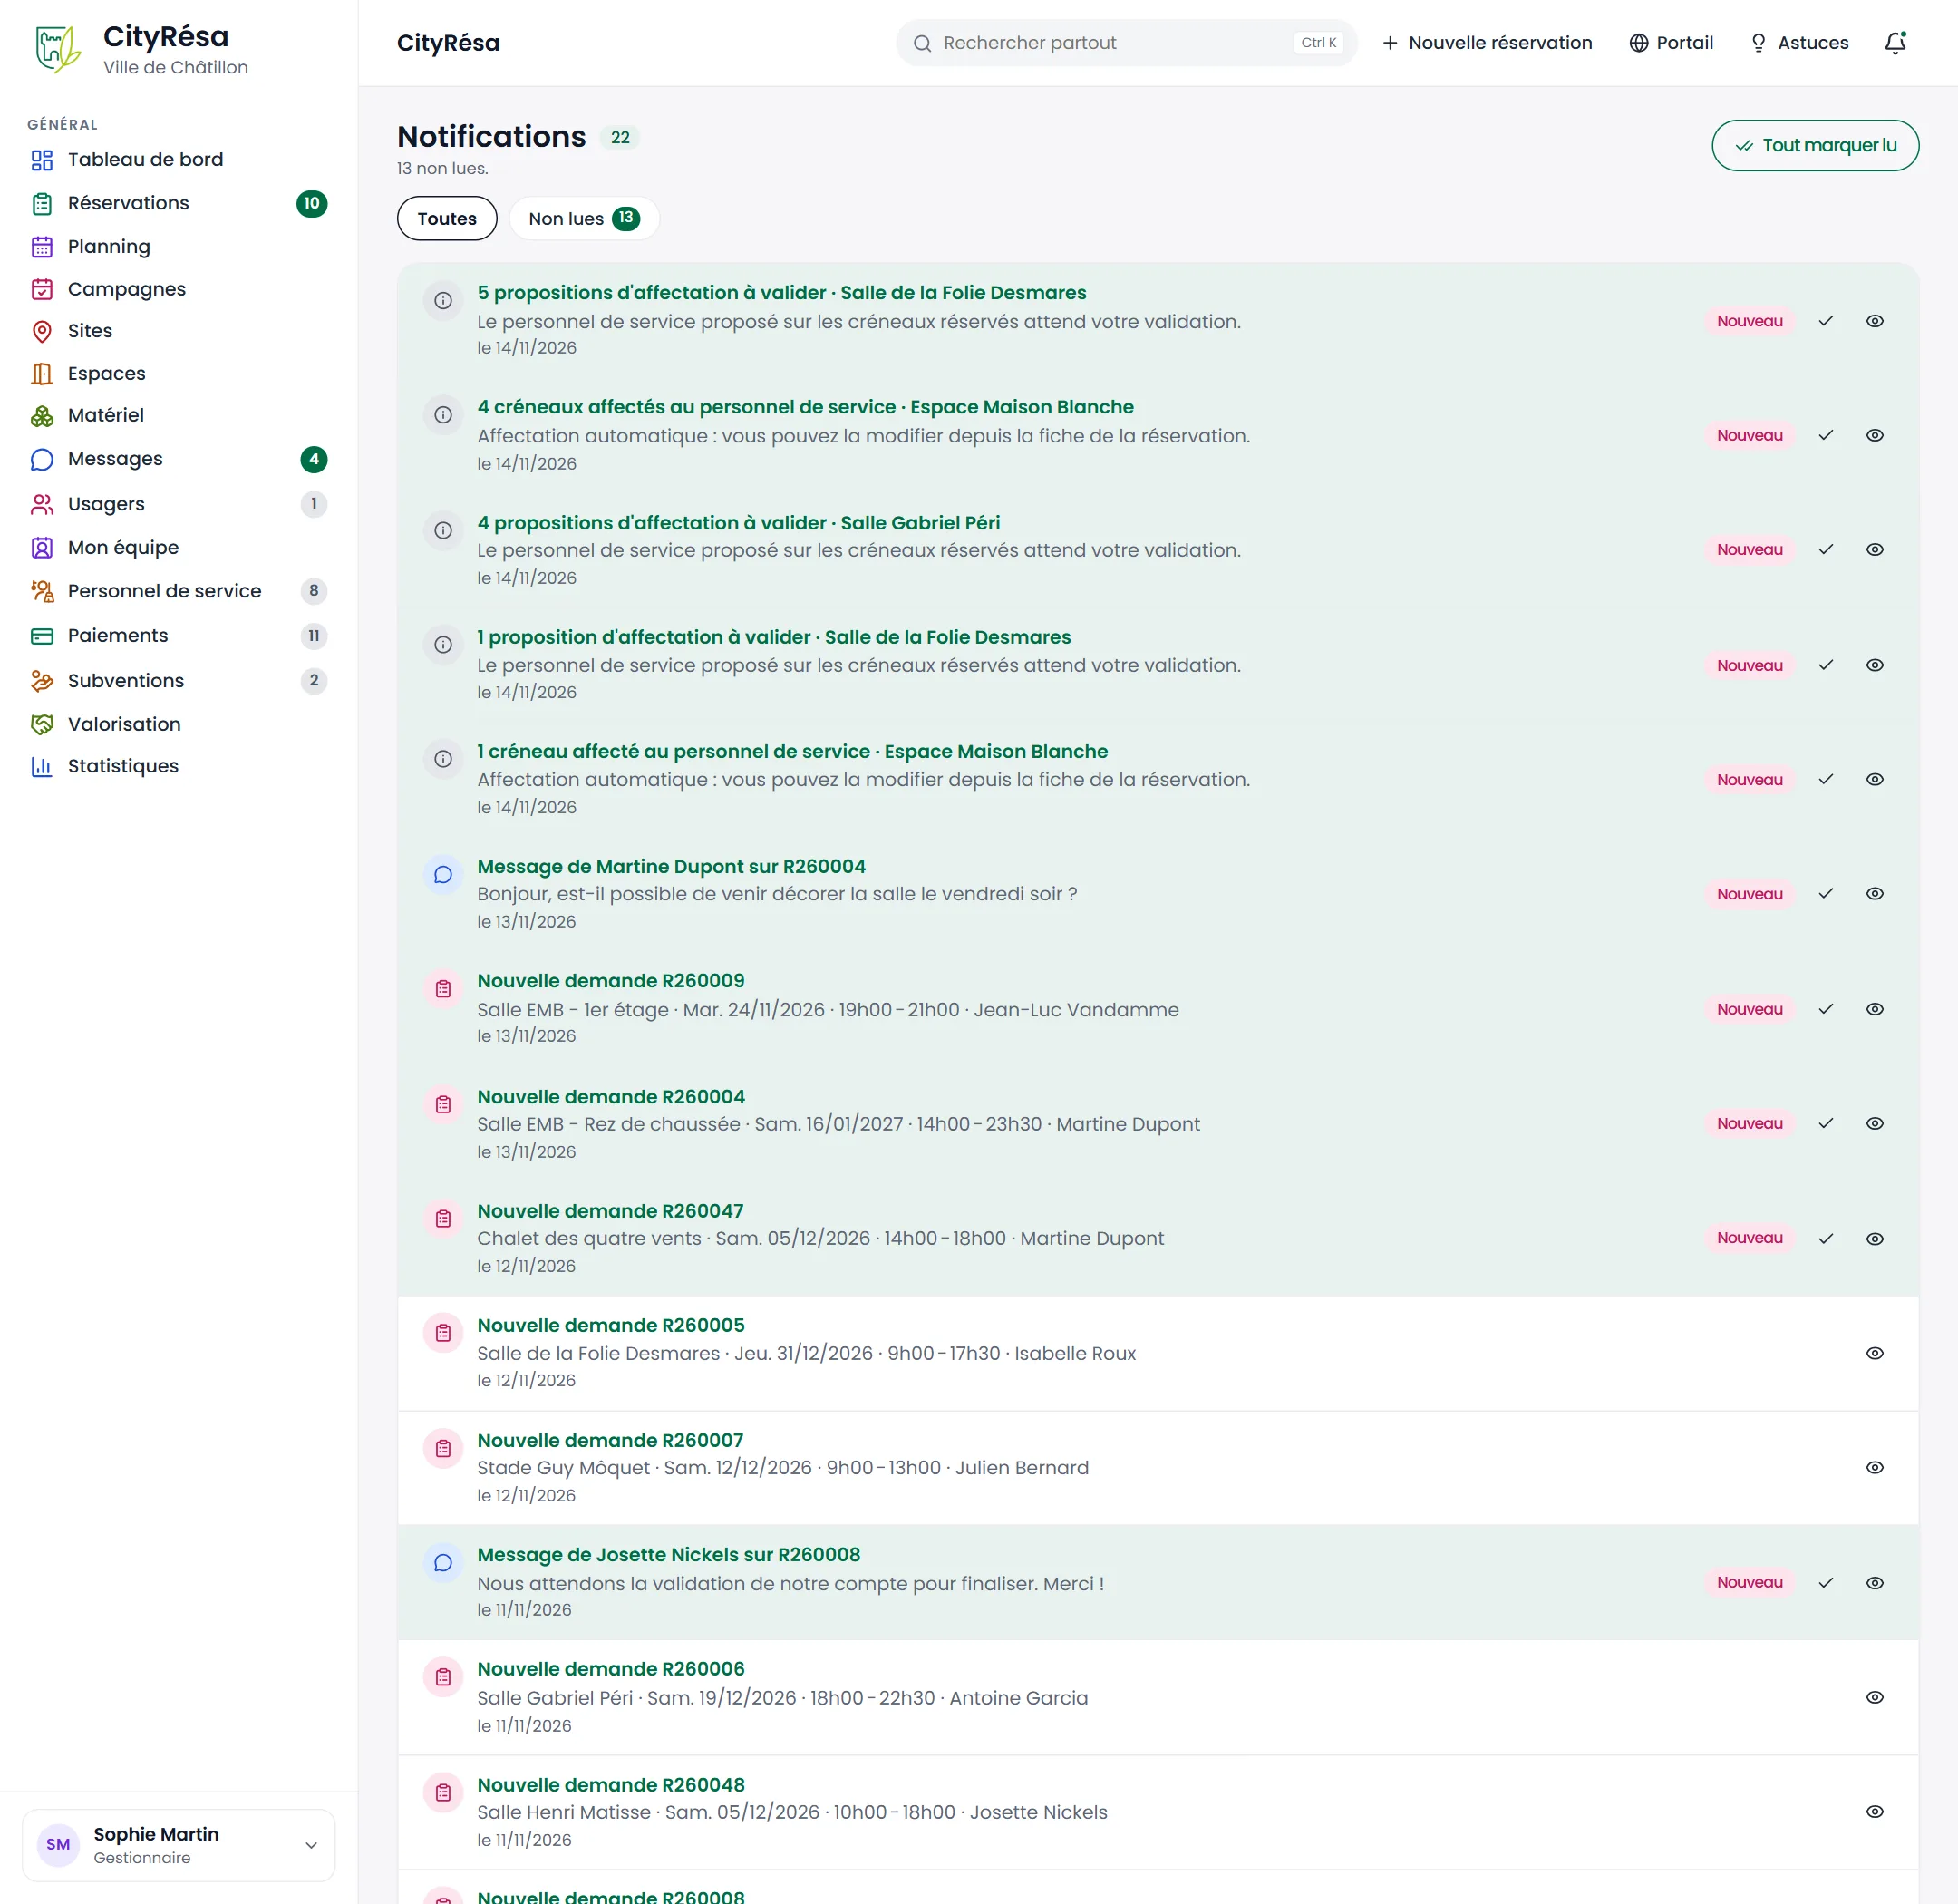 CityRésa
Ville de Châtillon
GÉNÉRAL
Tableau de bord
Réservations 10
Planning
Campagnes
Sites
Espaces
Matériel
Messages 4
Usagers 1
Mon équipe
Personnel de service 8
Paiements 11
Subventions 2
Valorisation
Statistiques
SM
Sophie Martin
Gestionnaire
CityRésa
Rechercher partout Ctrl K
Nouvelle réservation
Portail
Astuces
Notifications 22
13 non lues.
Tout marquer lu
Toutes
Non lues 13
5 propositions d'affectation à valider · Salle de la Folie Desmares
Le personnel de service proposé sur les créneaux réservés attend votre validation.
le 14/11/2026
Nouveau
4 créneaux affectés au personnel de service · Espace Maison Blanche
Affectation automatique : vous pouvez la modifier depuis la fiche de la réservation.
le 14/11/2026
Nouveau
4 propositions d'affectation à valider · Salle Gabriel Péri
Le personnel de service proposé sur les créneaux réservés attend votre validation.
le 14/11/2026
Nouveau
1 proposition d'affectation à valider · Salle de la Folie Desmares
Le personnel de service proposé sur les créneaux réservés attend votre validation.
le 14/11/2026
Nouveau
1 créneau affecté au personnel de service · Espace Maison Blanche
Affectation automatique : vous pouvez la modifier depuis la fiche de la réservation.
le 14/11/2026
Nouveau
Message de Martine Dupont sur R260004
Bonjour, est-il possible de venir décorer la salle le vendredi soir ?
le 13/11/2026
Nouveau
Nouvelle demande R260009
Salle EMB - 1er étage · Mar. 24/11/2026 · 19h00 - 21h00 · Jean-Luc Vandamme
le 13/11/2026
Nouveau
Nouvelle demande R260004
Salle EMB - Rez de chaussée · Sam. 16/01/2027 · 14h00 - 23h30 · Martine Dupont
le 13/11/2026
Nouveau
Nouvelle demande R260047
Chalet des quatre vents · Sam. 05/12/2026 · 14h00 - 18h00 · Martine Dupont
le 12/11/2026
Nouveau
Nouvelle demande R260005
Salle de la Folie Desmares · Jeu. 31/12/2026 · 9h00 - 17h30 · Isabelle Roux
le 12/11/2026
Nouvelle demande R260007
Stade Guy Môquet · Sam. 12/12/2026 · 9h00 - 13h00 · Julien Bernard
le 12/11/2026
Message de Josette Nickels sur R260008
Nous attendons la validation de notre compte pour finaliser. Merci !
le 11/11/2026
Nouveau
Nouvelle demande R260006
Salle Gabriel Péri · Sam. 19/12/2026 · 18h00 - 22h30 · Antoine Garcia
le 11/11/2026
Nouvelle demande R260048
Salle Henri Matisse · Sam. 05/12/2026 · 10h00 - 18h00 · Josette Nickels
le 11/11/2026
Nouvelle demande R260008